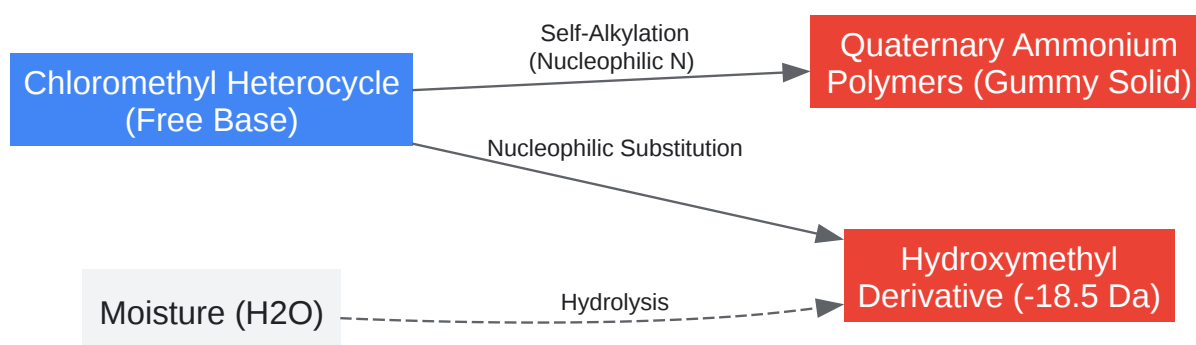 Self-Alkylation
(Nucleophilic N)
Chloromethyl Heterocycle
(Free Base)
Quaternary Ammonium
Polymers (Gummy Solid)
Nucleophilic Substitution
Hydroxymethyl
Derivative (-18.5 Da)
Moisture (H2O)
Hydrolysis